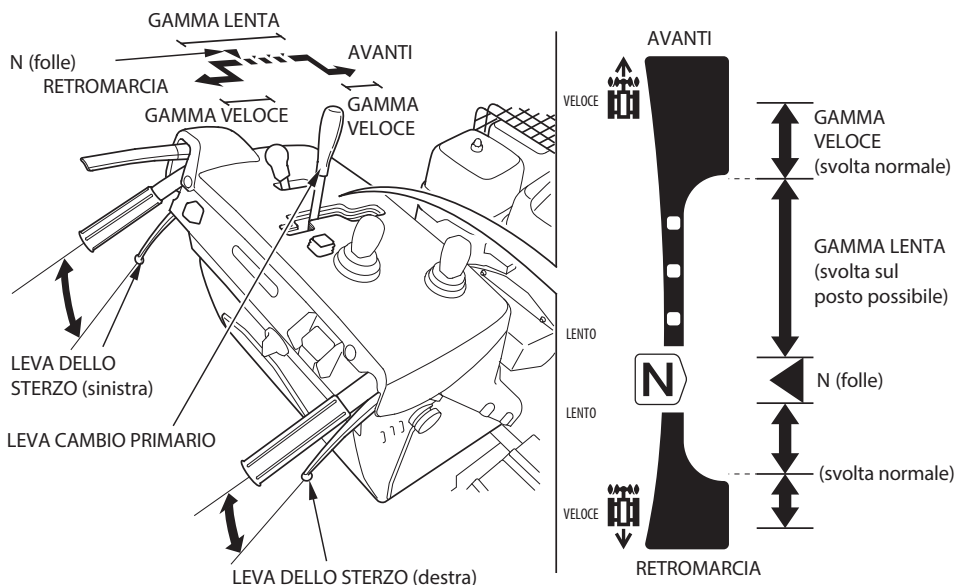 GAMMA LENTA
N (folle)
AVANTI
RETROMARCIA
GAMMA VELOCE
GAMMA
VELOCE
LEVA DELLO
STERZO (sinistra)
LEVA CAMBIO PRIMARIO
LEVA DELLO STERZO (destra)
AVANTI
VELOCE
GAMMA
VELOCE
(svolta normale)
GAMMA LENTA
(svolta sul
posto possibile)
LENTO
N
N (folle)
LENTO
(svolta normale)
VELOCE
RETROMARCIA